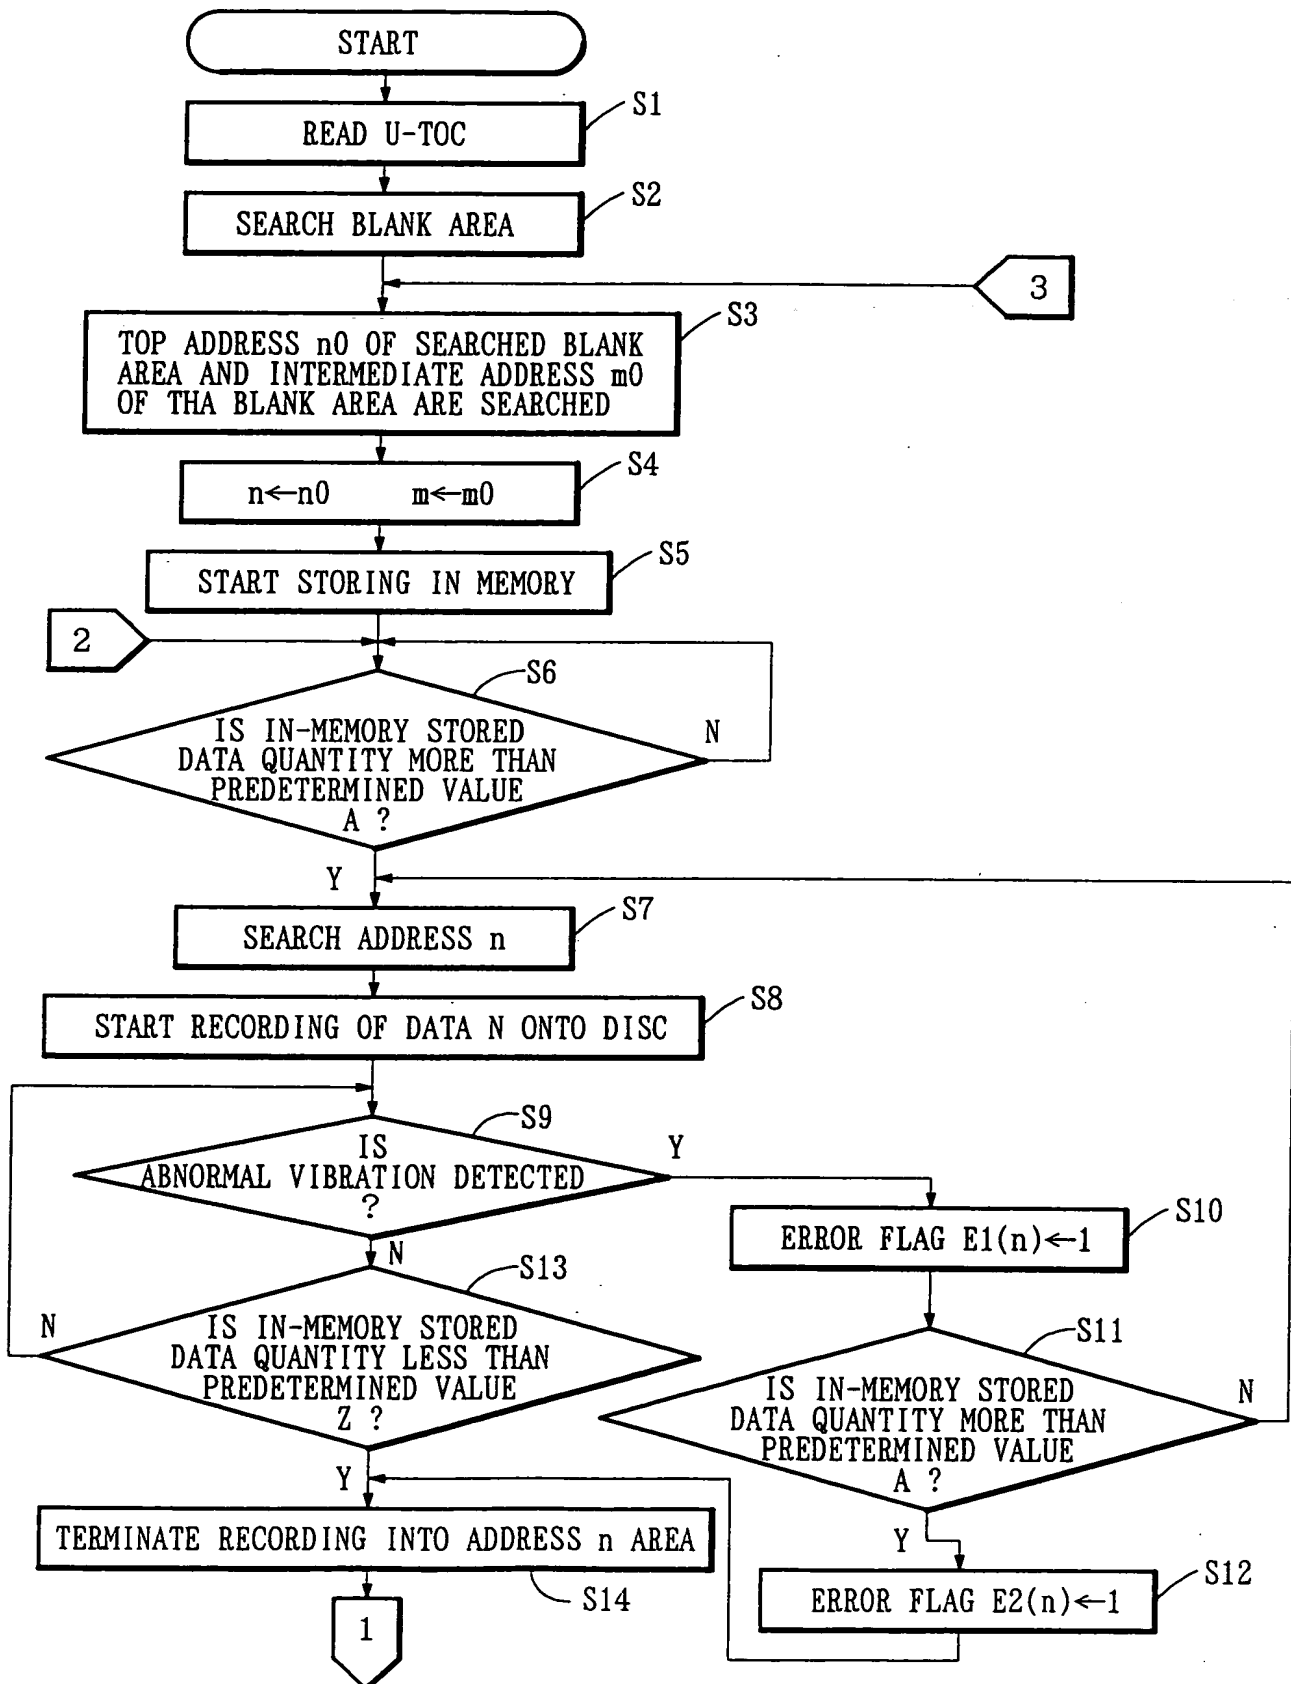 START
S1
READ U-TOC
S2
SEARCH BLANK AREA
3
S3
TOP ADDRESS n0 OF SEARCHED BLANK
AREA AND INTERMEDIATE ADDRESS m0
OF THA BLANK AREA ARE SEARCHED
S4
n←n0 m←m0
S5
START STORING IN MEMORY
2
S6
IS IN-MEMORY STORED
DATA QUANTITY MORE THAN
PREDETERMINED VALUE
A ?
N
Y
S7
SEARCH ADDRESS n
S8
START RECORDING OF DATA N ONTO DISC
S9
IS
ABNORMAL VIBRATION DETECTED
?
Y
N
S10
ERROR FLAG E1(n)←1
S13
IS IN-MEMORY STORED
DATA QUANTITY LESS THAN
PREDETERMINED VALUE
Z ?
N
Y
S11
IS IN-MEMORY STORED
DATA QUANTITY MORE THAN
PREDETERMINED VALUE
A ?
N
Y
TERMINATE RECORDING INTO ADDRESS n AREA
S14
S12
ERROR FLAG E2(n)←1
1